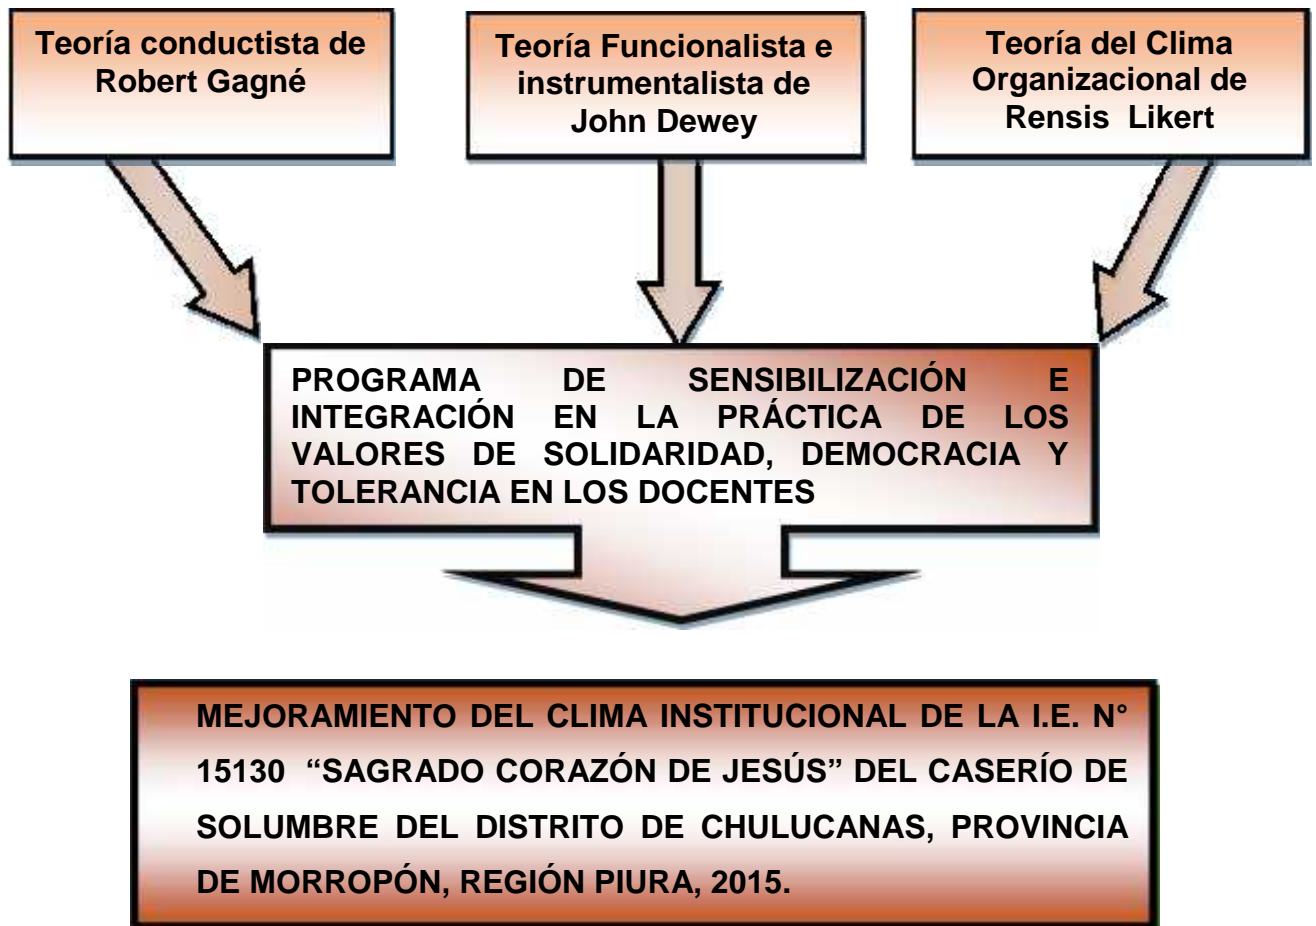 Teoría conductista de
Robert Gagné
Teoría Funcionalista e
instrumentalista de
John Dewey
Teoría del Clima
Organizacional de
Rensis Likert
PROGRAMA DE SENSIBILIZACIÓN E
INTEGRACIÓN EN LA PRÁCTICA DE LOS
VALORES DE SOLIDARIDAD, DEMOCRACIA Y
TOLERANCIA EN LOS DOCENTES
MEJORAMIENTO DEL CLIMA INSTITUCIONAL DE LA I.E. N°
15130 “SAGRADO CORAZÓN DE JESÚS” DEL CASERÍO DE
SOLUMBRE DEL DISTRITO DE CHULUCANAS, PROVINCIA
DE MORROPÓN, REGIÓN PIURA, 2015.